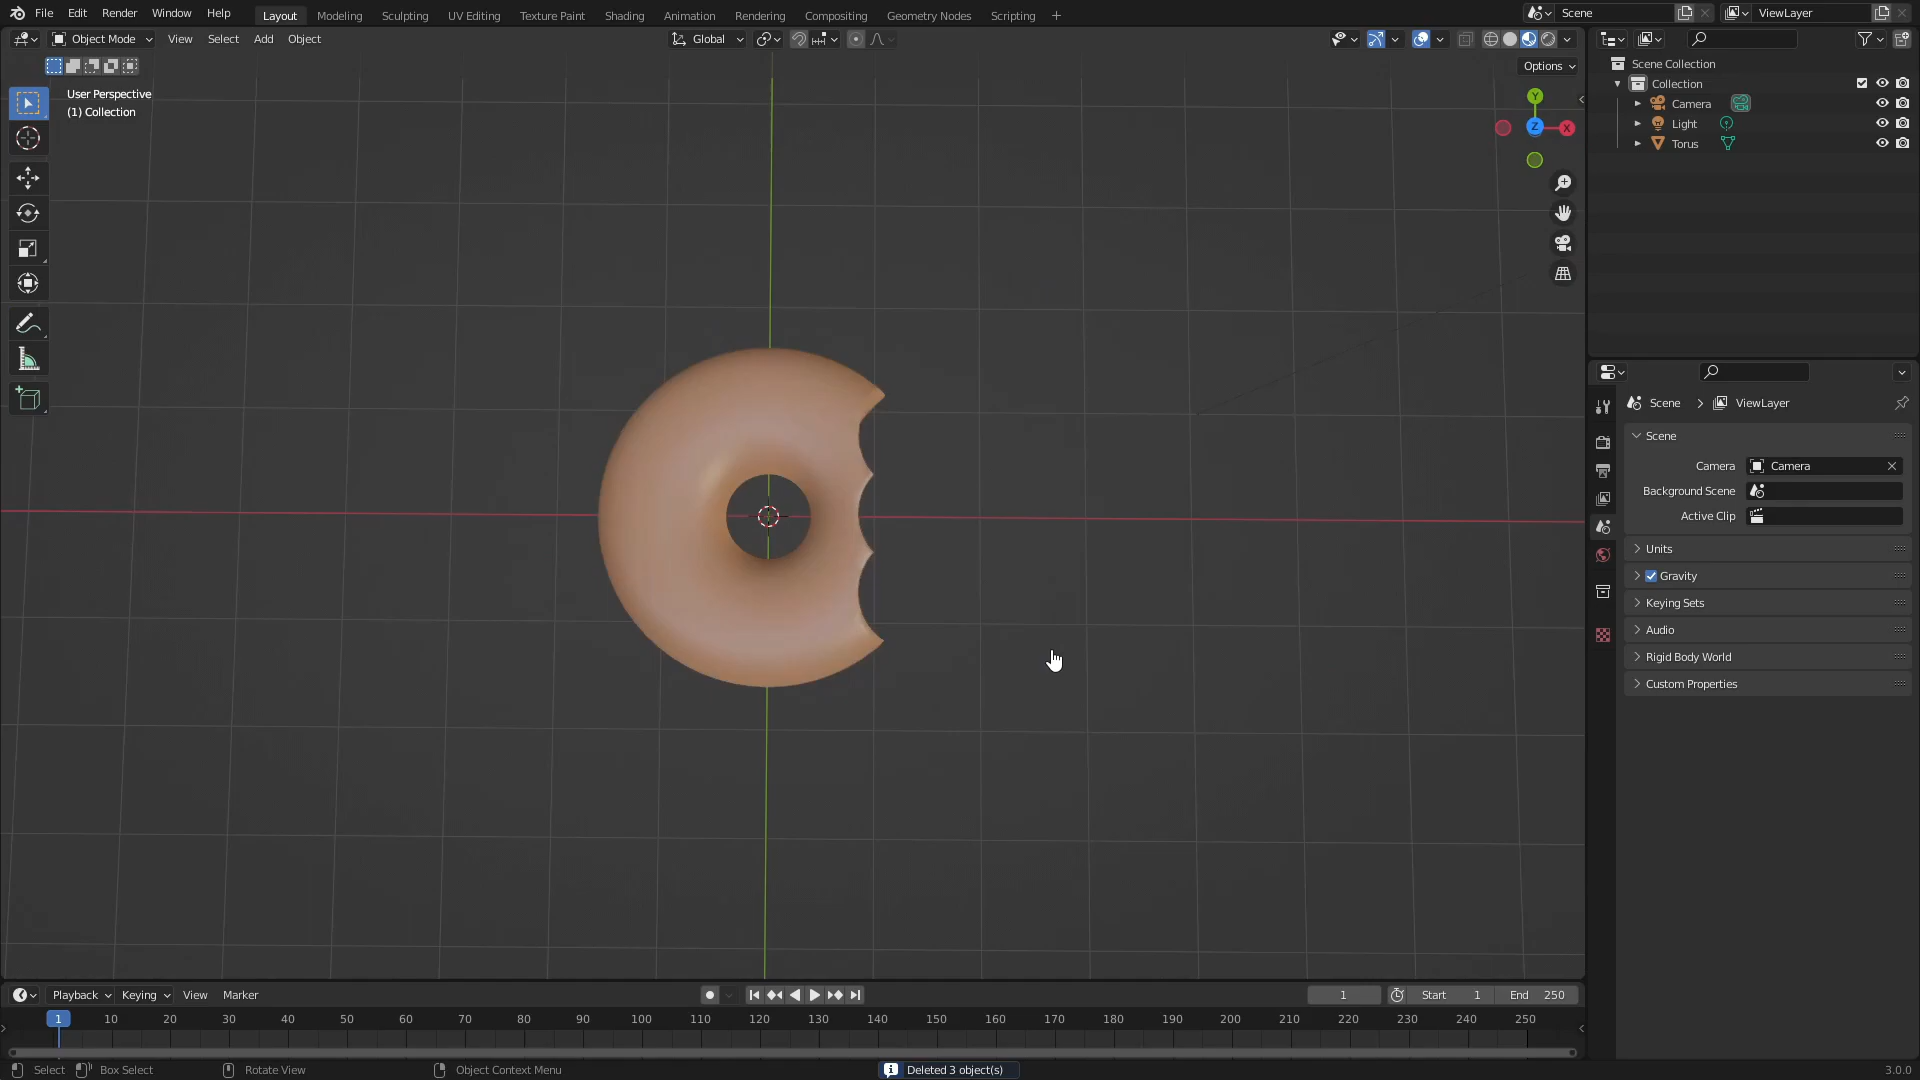 File Edit Render Window Help Layout Modeling Sculpting UV Editing Texture Paint Shading Animation Rendering Compositing Geometry Nodes Scripting + Scene ViewLayer
Object Mode View Select Add Object Global
Options
User Perspective
(1) Collection
Y
Z X
Scene Collection
Collection
Camera
Light
Torus
Scene > ViewLayer
Scene
Camera Camera
Background Scene
Active Clip
Units
Gravity
Keying Sets
Audio
Rigid Body World
Custom Properties
Playback Keying View Marker 1 Start 1 End 250
1 10 20 30 40 50 60 70 80 90 100 110 120 130 140 150 160 170 180 190 200 210 220 230 240 250
Select Box Select Rotate View Object Context Menu Deleted 3 object(s) 3.0.0